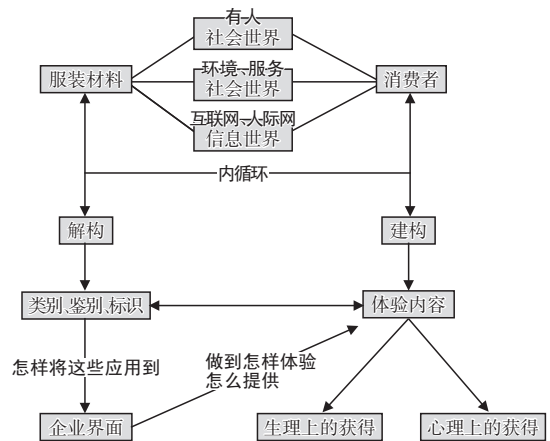 有人
社会世界
服装材料
环境、服务
社会世界
消费者
互联网、人际网
信息世界
内循环
解构
建构
类别、鉴别、标识
体验内容
怎样将这些应用到
做到怎样体验
怎么提供
企业界面
生理上的获得
心理上的获得